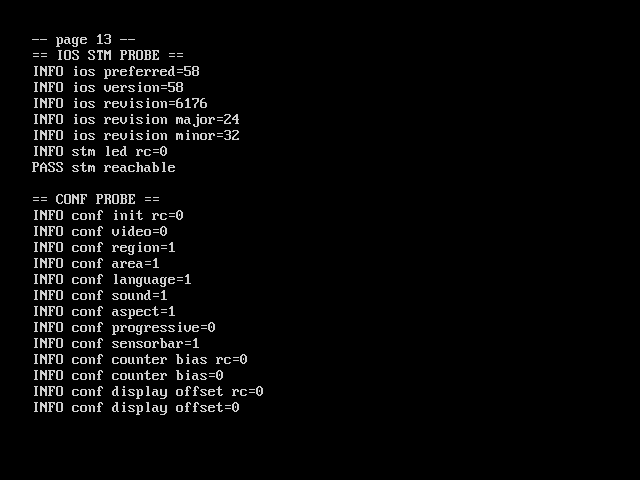 -- page 13 --
== IOS STM PROBE ==
INFO ios preferred=58
INFO ios version=58
INFO ios revision=6176
INFO ios revision major=24
INFO ios revision minor=32
INFO stm led rc=0
PASS stm reachable
== CONF PROBE ==
INFO conf init rc=0
INFO conf video=0
INFO conf region=1
INFO conf area=1
INFO conf language=1
INFO conf sound=1
INFO conf aspect=1
INFO conf progressive=0
INFO conf sensorbar=1
INFO conf counter bias rc=0
INFO conf counter bias=0
INFO conf display offset rc=0
INFO conf display offset=0